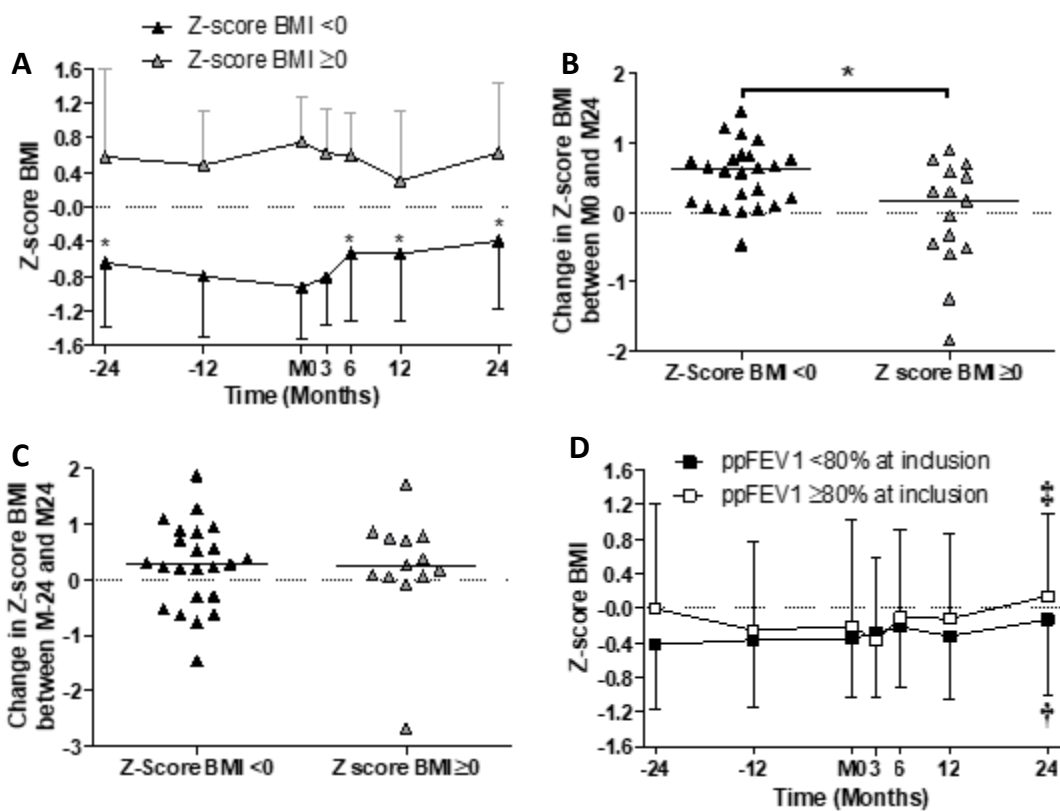 A
Z-score BMI <0
Z-score BMI ≥0
Z-score BMI
1.6
1.2
0.8
0.4
-0.0
-0.4
-0.8
-1.2
-1.6
*
*
*
*
-24
-12
M0 3
6
12
24
Time (Months)
B
Change in Z-score BMI
between M0 and M24
2
1
0
-1
-2
*
Z-Score BMI <0
Z score BMI ≥0
C
Change in Z-score BMI
between M-24 and M24
2
1
0
-1
-2
-3
Z-Score BMI <0
Z score BMI ≥0
D
ppFEV1 <80% at inclusion
ppFEV1 ≥80% at inclusion
Z-score BMI
1.6
1.2
0.8
0.4
-0.0
-0.4
-0.8
-1.2
-1.6
‡
†
-24
-12
M0 3
6
12
24
Time (Months)